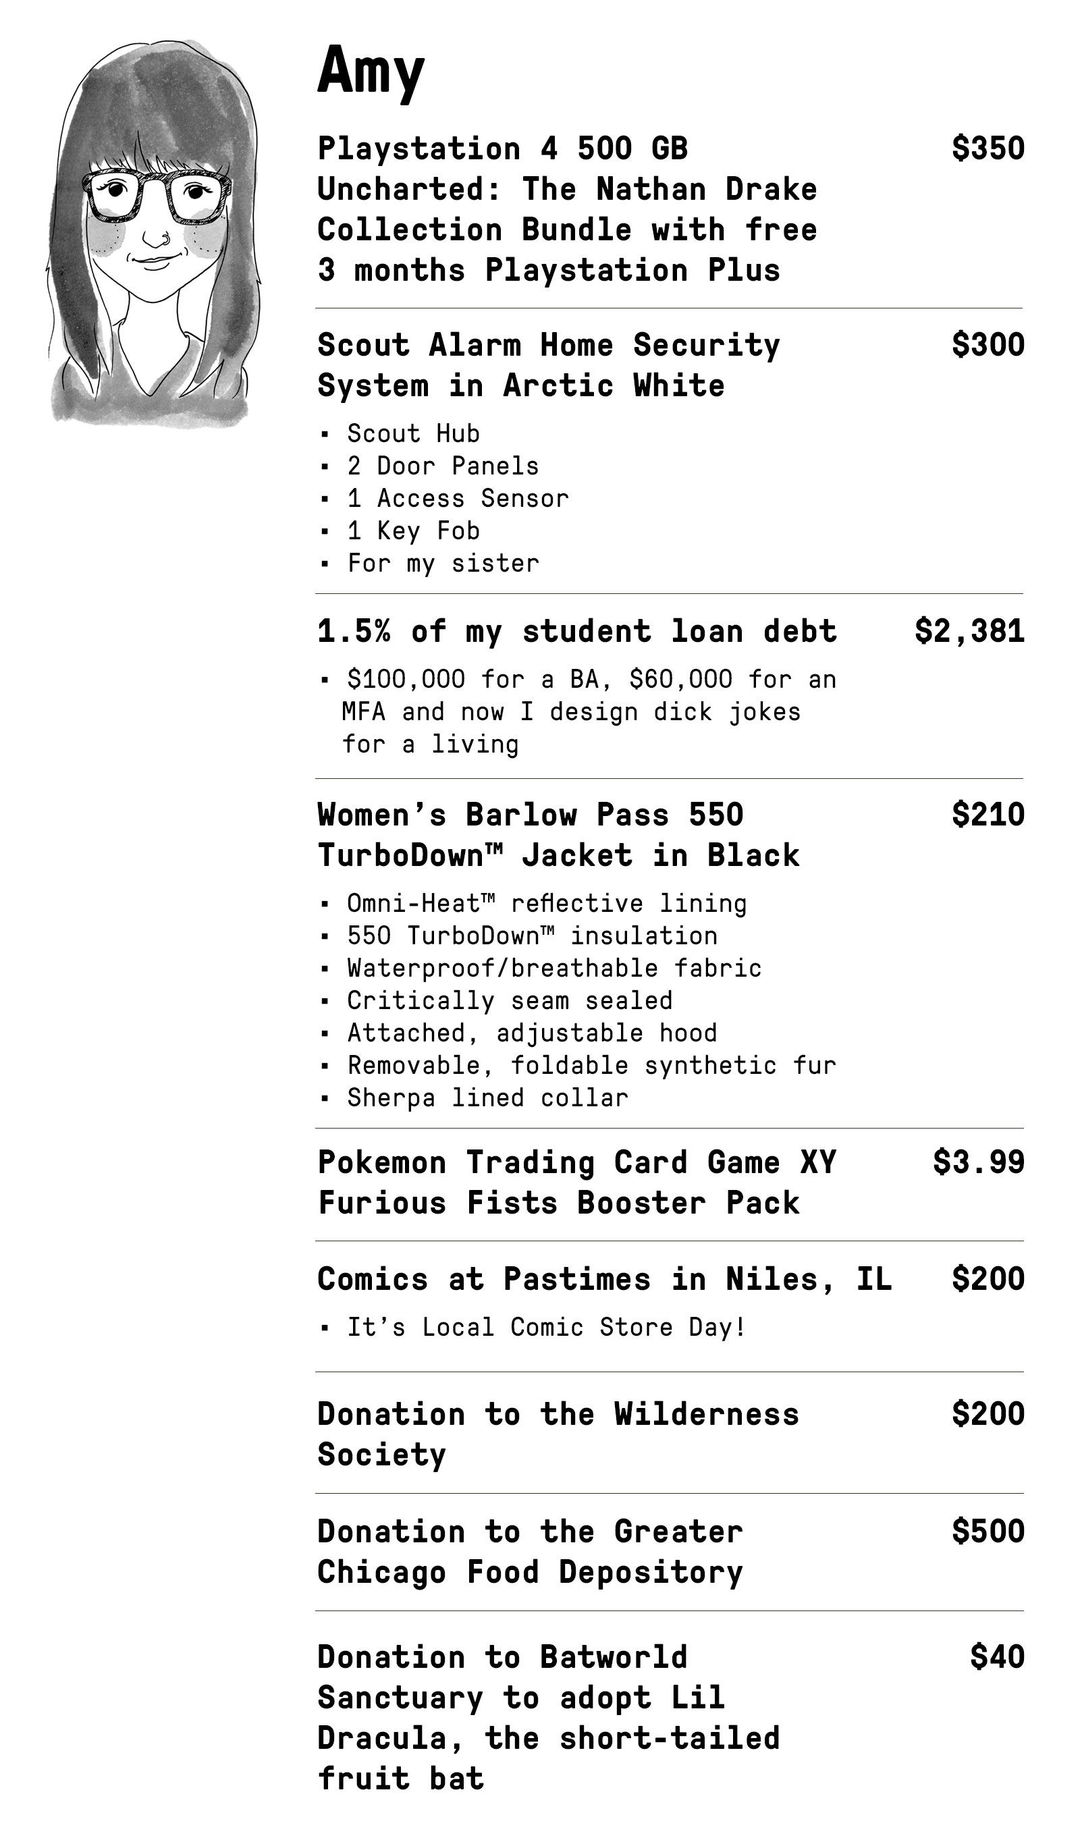 Amy
Playstation 4 500 GB $350
Uncharted: The Nathan Drake
Collection Bundle with free
3 months Playstation Plus
Scout Alarm Home Security $300
System in Arctic White
▪ Scout Hub
▪ 2 Door Panels
▪ 1 Access Sensor
▪ 1 Key Fob
▪ For my sister
1.5% of my student loan debt $2,381
▪ $100,000 for a BA, $60,000 for an
MFA and now I design dick jokes
for a living
Women’s Barlow Pass 550 $210
TurboDown™ Jacket in Black
▪ Omni-Heat™ reflective lining
▪ 550 TurboDown™ insulation
▪ Waterproof/breathable fabric
▪ Critically seam sealed
▪ Attached, adjustable hood
▪ Removable, foldable synthetic fur
▪ Sherpa lined collar
Pokemon Trading Card Game XY $3.99
Furious Fists Booster Pack
Comics at Pastimes in Niles, IL $200
▪ It’s Local Comic Store Day!
Donation to the Wilderness $200
Society
Donation to the Greater $500
Chicago Food Depository
Donation to Batworld $40
Sanctuary to adopt Lil
Dracula, the short-tailed
fruit bat